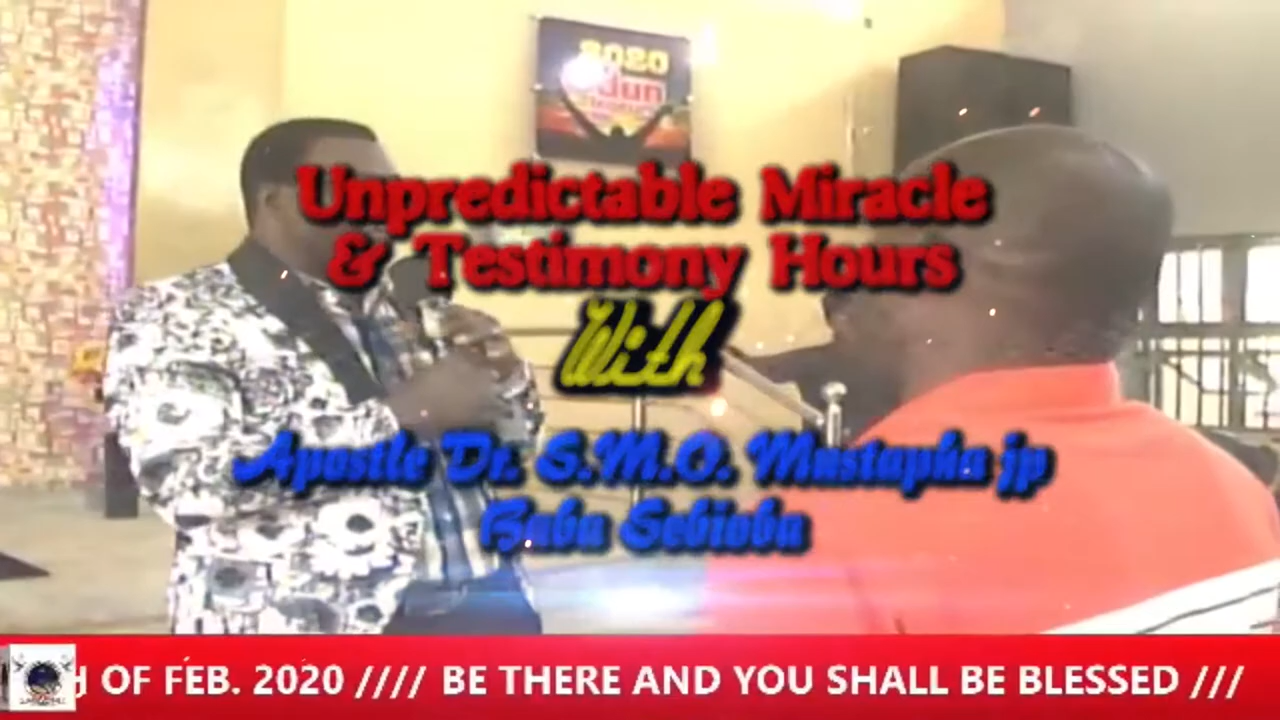 2020
Unpredictable Miracle
& Testimony Hours
With
Apostle Dr. S.M.O. Mustapha jp
Baba Sebioba
OF FEB. 2020 //// BE THERE AND YOU SHALL BE BLESSED ///